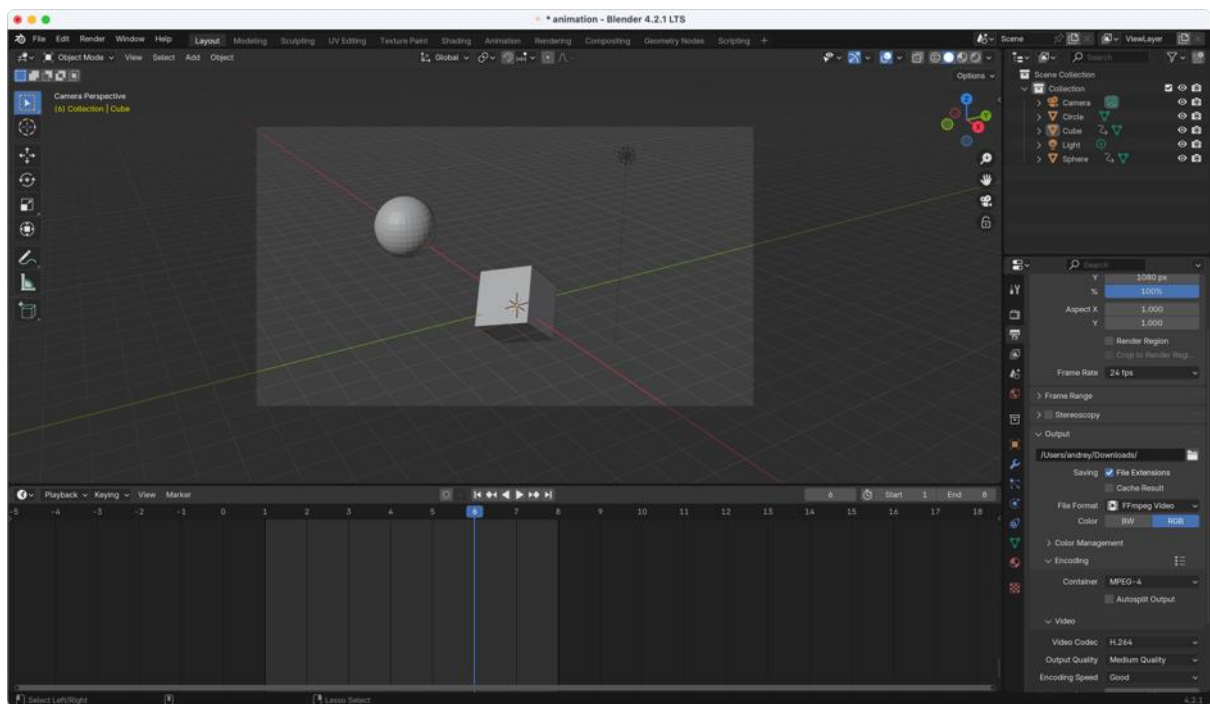 * animation - Blender 4.2.1 LTS
File Edit Render Window Help Layout Modeling Sculpting UV Editing Texture Paint Shading Animation Rendering Compositing Geometry Nodes Scripting +
Scene ViewLayer
Object Mode View Select Add Object Global
Search
Options
Camera Perspective
(6) Collection | Cube
Z
Y
X
Scene Collection
Collection
Camera
Circle
Cube
Light
Sphere
Search
Y 1080 px
% 100%
Aspect X 1.000
Y 1.000
Render Region
Crop to Render Regi...
Frame Rate 24 fps
Frame Range
Stereoscopy
Output
/Users/andrey/Downloads/
Saving File Extensions
Cache Result
File Format FFmpeg Video
Color BW RGB
Color Management
Encoding
Container MPEG-4
Autosplit Output
Video
Video Codec H.264
Output Quality Medium Quality
Encoding Speed Good
Playback Keying View Marker 6 Start 1 End 8
-5 -4 -3 -2 -1 0 1 2 3 4 5 6 7 8 9 10 11 12 13 14 15 16 17 18
Select Left/Right Lasso Select 4.2.1